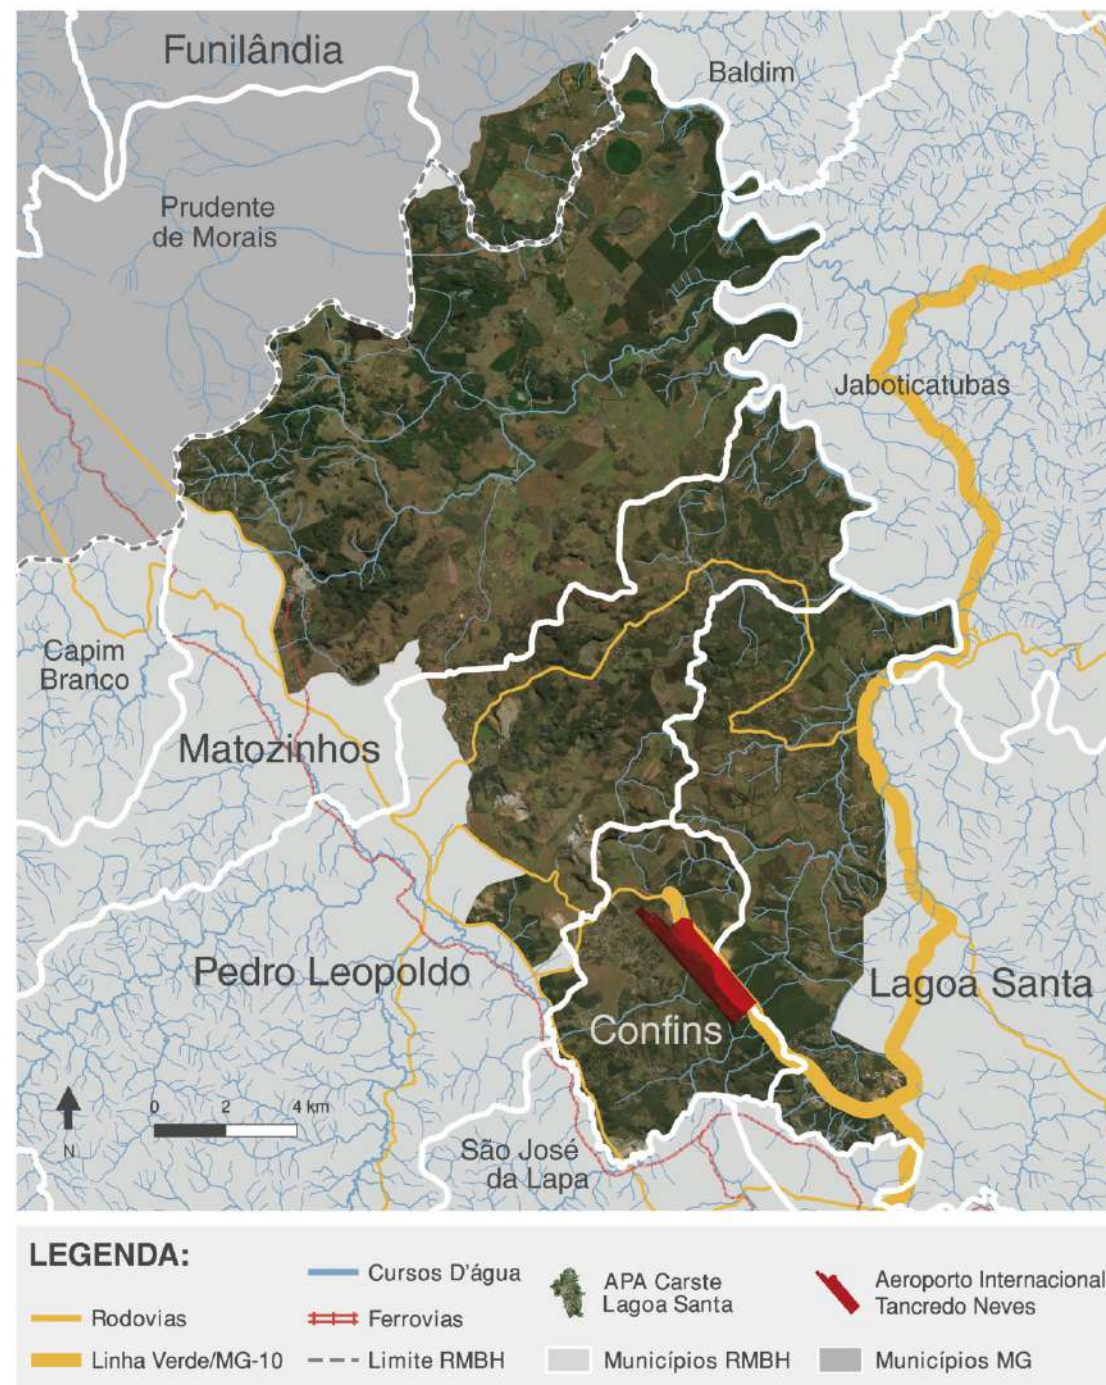 Funilândia
Baldim
Prudente
de Morais
Jaboticatubas
Capim
Branco
Matozinhos
Pedro Leopoldo
Lagoa Santa
Confins
0 2 4 km
N
São José
da Lapa
LEGENDA:
Rodovias
Linha Verde/MG-10
Cursos D'água
Ferrovias
Limite RMBH
APA Carste
Lagoa Santa
Municípios RMBH
Aeroporto Internacional
Tancredo Neves
Municípios MG